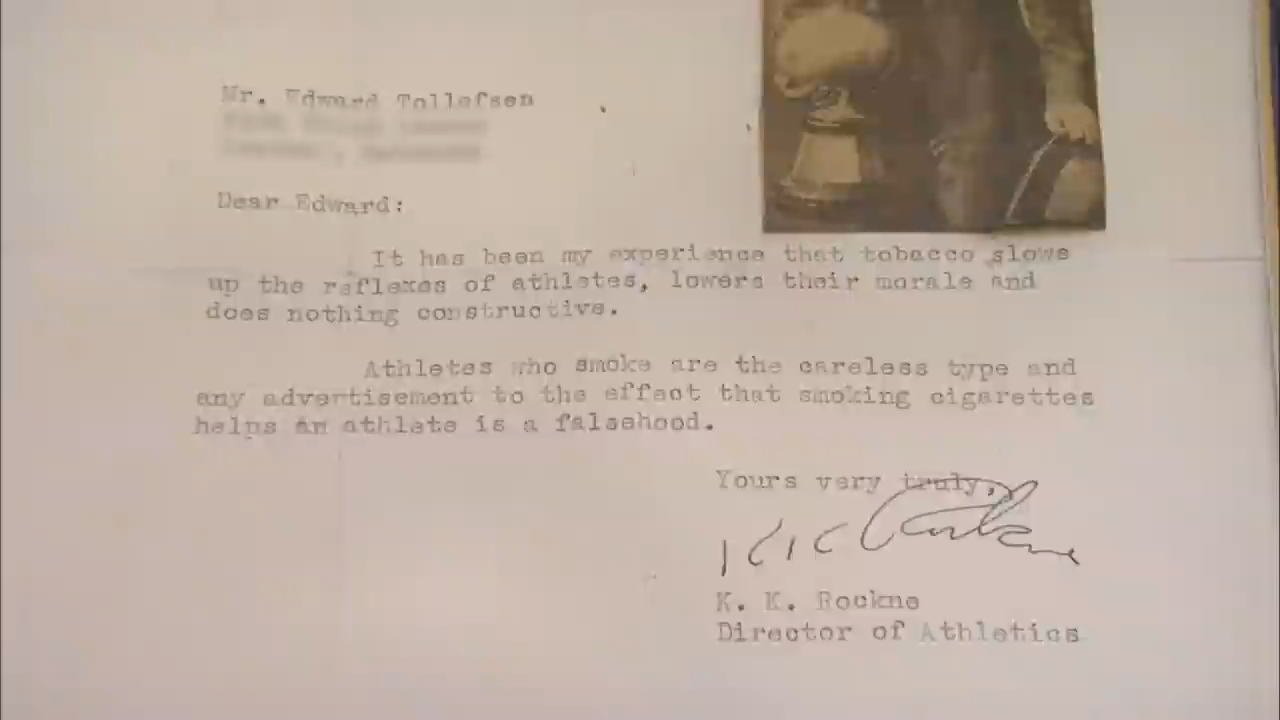 Mr. Edward Tollefsen
Dear Edward:
It has been my experience that tobacco slows
up the reflexes of athletes, lowers their morale and
does nothing constructive.
Athletes who smoke are the careless type and
any advertisement to the effect that smoking cigarettes
helps an athlete is a falsehood.
Yours very truly,
K K Rockne
K. K. Rockne
Director of Athletics